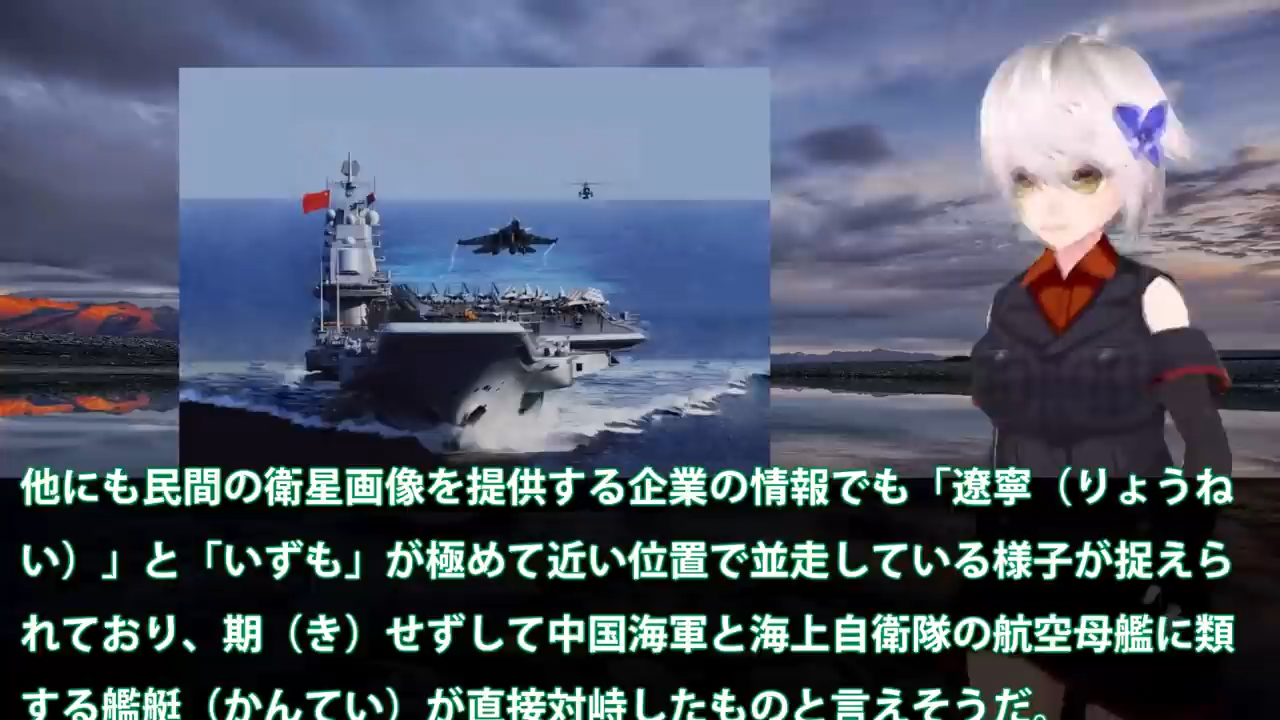 他にも民間の衛星画像を提供する企業の情報でも「遼寧（りょうね
い）」と「いずも」が極めて近い位置で並走している様子が捉えら
れており、期（き）せずして中国海軍と海上自衛隊の航空母艦に類
する艦艇（かんてい）が直接対峙したものと言えそうだ。